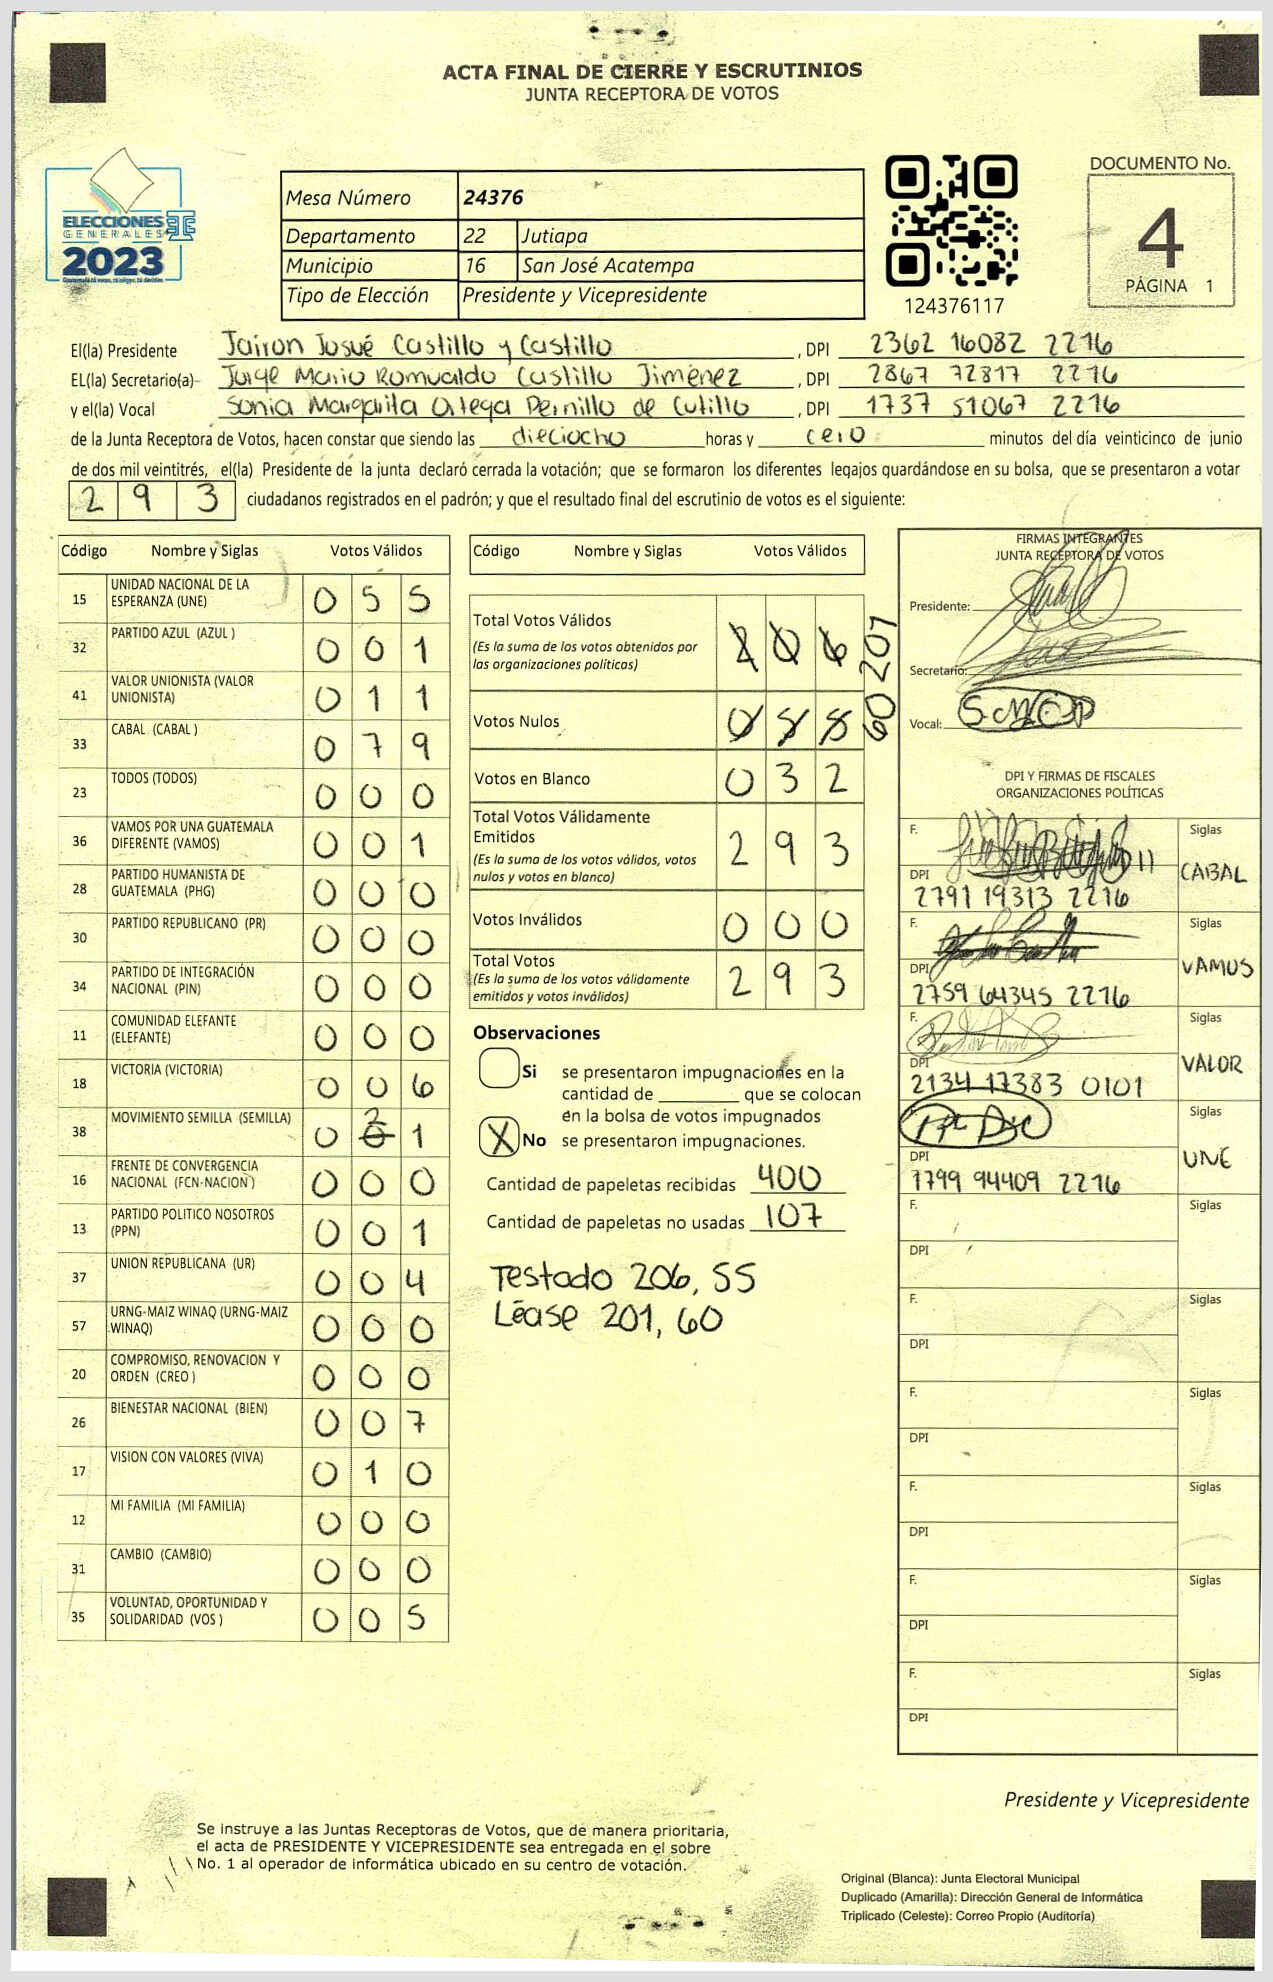 ACTA FINAL DE CIERRE Y ESCRUTINIOS
JUNTA RECEPTORA DE VOTOS
ELECCIONES
GENERALES
2023
Mesa Número 24376
Departamento 22 Jutiapa
Municipio 16 San José Acatempa
Tipo de Elección Presidente y Vicepresidente
124376117
DOCUMENTO No.
4
PÁGINA 1
El(la) Presidente Jairon Josué Castillo y Castillo, DPI 2362 16082 2216
EL(la) Secretario(a) Jorge Mario Romualdo Castillo Jiménez, DPI 2867 72817 2216
y el(la) Vocal Sonia Margarita Ortega Pernillo de, DPI 1737 51067 2216
de la Junta Receptora de Votos, hacen constar que siendo las dieciocho horas y cero minutos del día veinticinco de junio
de dos mil veintitrés, el(la) Presidente de la junta declaró cerrada la votación; que se formaron los diferentes legajos guardándose en su bolsa, que se presentaron a votar
293 ciudadanos registrados en el padrón; y que el resultado final del escrutinio de votos es el siguiente:
Código Nombre y Siglas Votos Válidos
15 UNIDAD NACIONAL DE LA ESPERANZA (UNE) 0 5 5
32 PARTIDO AZUL (AZUL ) 0 0 1
41 VALOR UNIONISTA (VALOR UNIONISTA) 0 1 1
33 CABAL (CABAL ) 0 7 9
23 TODOS (TODOS) 0 0 0
36 VAMOS POR UNA GUATEMALA DIFERENTE (VAMOS) 0 0 1
28 PARTIDO HUMANISTA DE GUATEMALA (PHG) 0 0 0
30 PARTIDO REPUBLICANO (PR) 0 0 0
34 PARTIDO DE INTEGRACIÓN NACIONAL (PIN) 0 0 0
11 COMUNIDAD ELEFANTE (ELEFANTE) 0 0 0
18 VICTORIA (VICTORIA) 0 0 6
38 MOVIMIENTO SEMILLA (SEMILLA) 0 2 1
16 FRENTE DE CONVERGENCIA NACIONAL (FCN-NACION ) 0 0 0
13 PARTIDO POLITICO NOSOTROS (PPN) 0 0 1
37 UNION REPUBLICANA (UR) 0 0 4
57 URNG-MAIZ WINAQ (URNG-MAIZ WINAQ) 0 0 0
20 COMPROMISO, RENOVACION Y ORDEN (CREO ) 0 0 0
26 BIENESTAR NACIONAL (BIEN) 0 0 7
17 VISION CON VALORES (VIVA) 0 1 0
12 MI FAMILIA (MI FAMILIA) 0 0 0
31 CAMBIO (CAMBIO) 0 0 0
35 VOLUNTAD, OPORTUNIDAD Y SOLIDARIDAD (VOS ) 0 0 5
Código Nombre y Siglas Votos Válidos
Total Votos Válidos 2 0 6 201
(Es la suma de los votos obtenidos por
las organizaciones políticas)
Votos Nulos 0 5 5 60
Votos en Blanco 0 3 2
Total Votos Válidamente
Emitidos 2 9 3
(Es la suma de los votos válidos, votos
nulos y votos en blanco)
Votos Inválidos 0 0 0
Total Votos 2 9 3
(Es la suma de los votos válidamente
emitidos y votos inválidos)
Observaciones
Si se presentaron impugnaciones en la
cantidad de ________ que se colocan
en la bolsa de votos impugnados
X No se presentaron impugnaciones.
Cantidad de papeletas recibidas 400
Cantidad de papeletas no usadas 107
Testado 206, 55
Léase 201, 60
FIRMAS INTEGRANTES
JUNTA RECEPTORA DE VOTOS
Presidente:
Secretario:
Vocal: SMOP
DPI Y FIRMAS DE FISCALES
ORGANIZACIONES POLÍTICAS
F. Siglas
DPI CABAL
2791 19313 2216
F. Siglas
DPI VAMOS
2759 64345 2216
F. Siglas
DPI VALOR
2134 17383 0101
Siglas
DPI UNE
1799 94409 2216
F. Siglas
DPI
F. Siglas
DPI
F. Siglas
DPI
F. Siglas
DPI
F. Siglas
DPI
F. Siglas
DPI
Presidente y Vicepresidente
Se instruye a las Juntas Receptoras de Votos, que de manera prioritaria,
el acta de PRESIDENTE Y VICEPRESIDENTE sea entregada en el sobre
No. 1 al operador de informática ubicado en su centro de votación.
Original (Blanca): Junta Electoral Municipal
Duplicado (Amarilla): Dirección General de Informática
Triplicado (Celeste): Correo Propio (Auditoría)